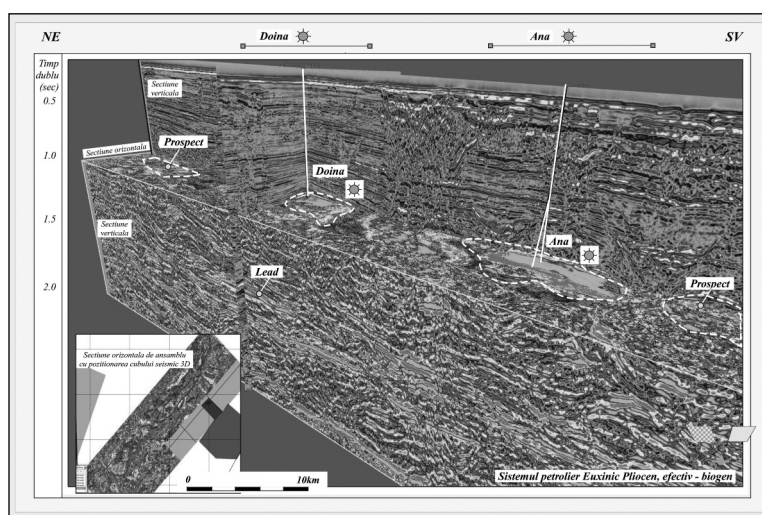 NE
Doina
Ana
SV
Timp
dublu
(sec)
0.5
1.0
1.5
2.0
Sectiune
verticala
Sectiune orizontala
Prospect
Sectiune
verticala
Doina
Ana
Lead
Prospect
Sectiune orizontala de ansamblu
cu pozitionarea cubului seismic 3D
0
10km
Sistemul petrolier Euxinic Pliocen, efectiv - biogen